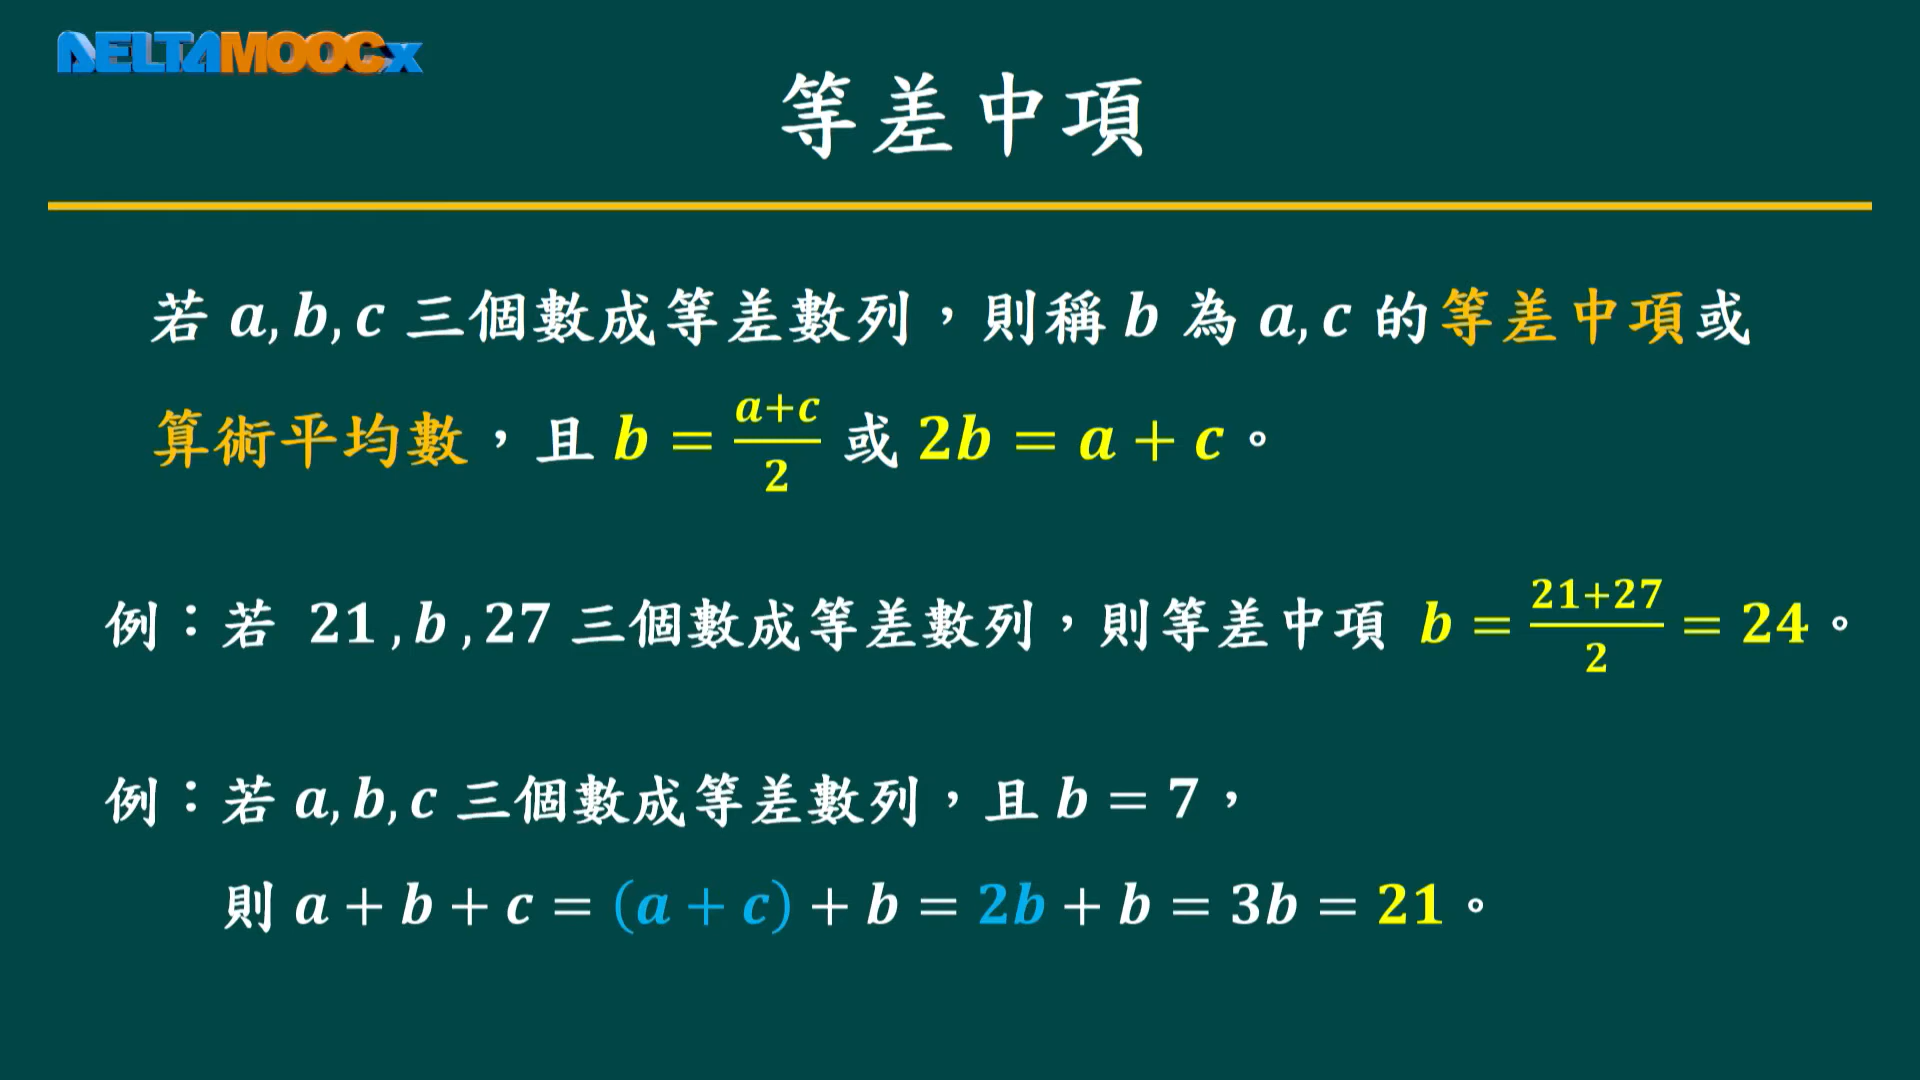 DELTAMOOCx
等差中項
若 a, b, c 三個數成等差數列，則稱 b 為 a, c 的等差中項或
算術平均數，且 b = \frac{a+c}{2} 或 2b = a + c。
例：若 21 , b , 27 三個數成等差數列，則等差中項 b = \frac{21+27}{2} = 24。
例：若 a, b, c 三個數成等差數列，且 b = 7，
則 a + b + c = (a + c) + b = 2b + b = 3b = 21。